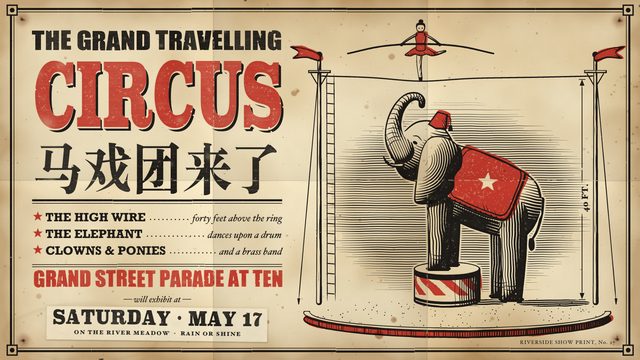 THE GRAND TRAVELLING
CIRCUS
马戏团来了
★ THE HIGH WIRE .......... forty feet above the ring
★ THE ELEPHANT .......... dances upon a drum
★ CLOWNS & PONIES .......... and a brass band
GRAND STREET PARADE AT TEN
— will exhibit at —
SATURDAY · MAY 17
ON THE RIVER MEADOW · RAIN OR SHINE
40 FT.
RIVERSIDE SHOW PRINT, No.